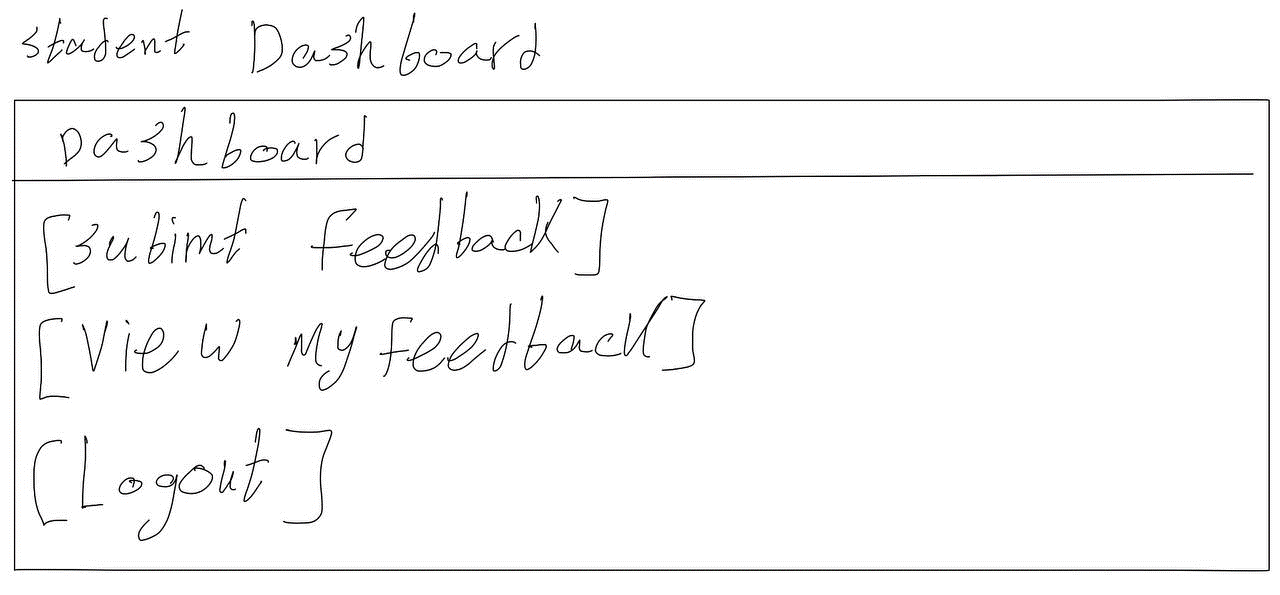 student Dashboard
Dashboard
[subimt feedback]
[View My feedback]
[Logout]